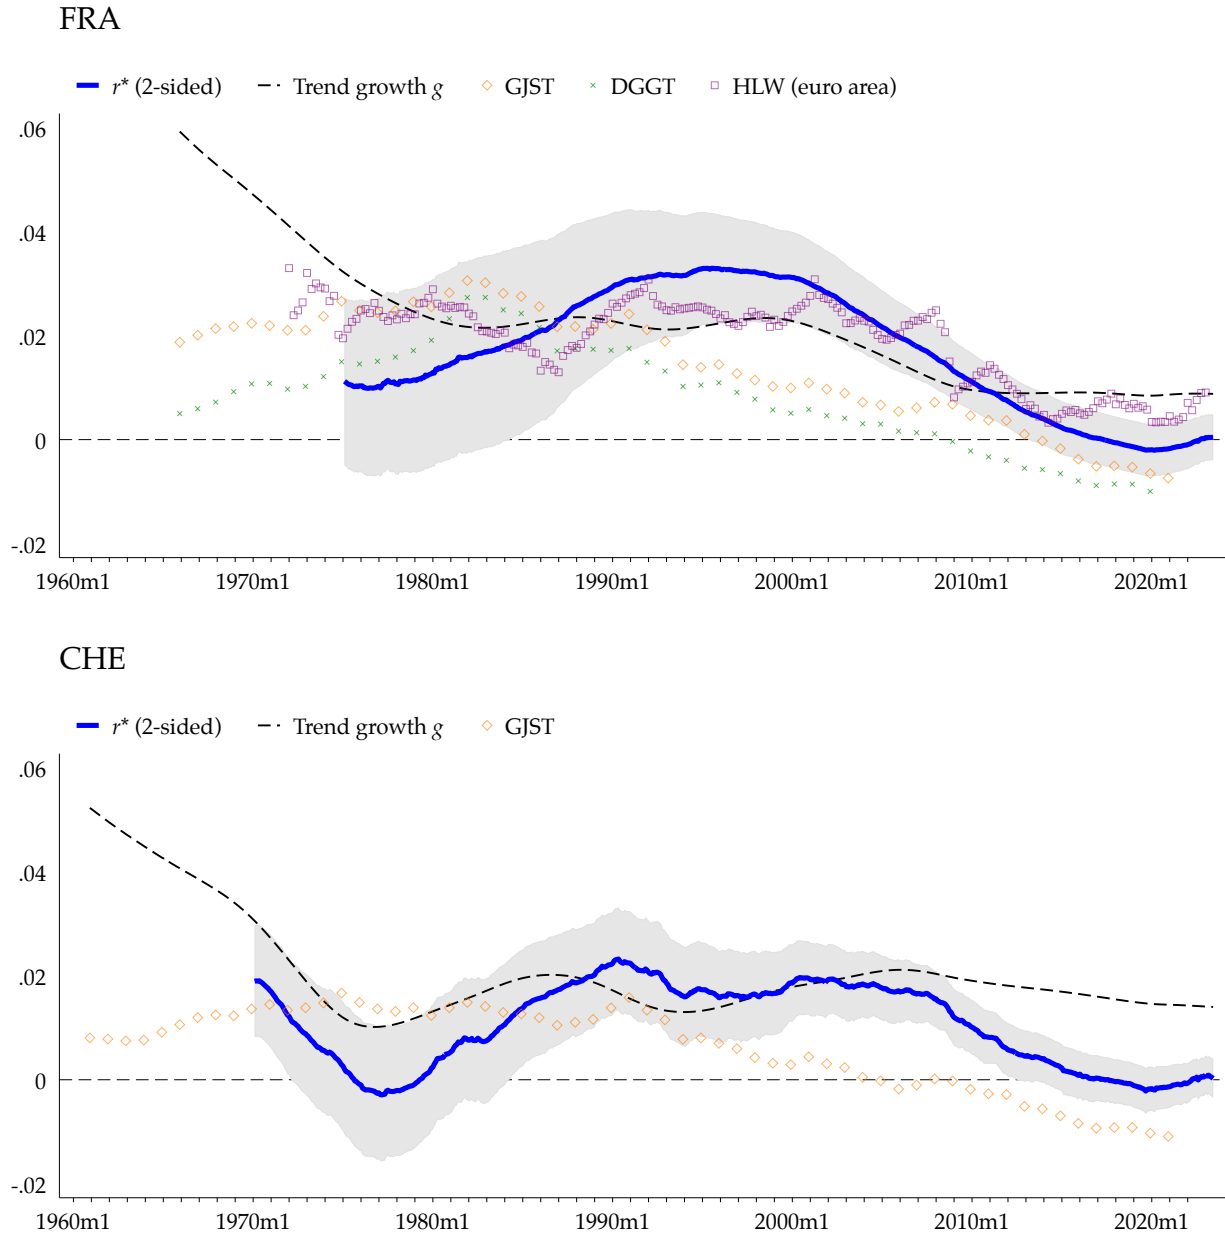 FRA
r* (2-sided) Trend growth g GJST DGGT HLW (euro area)
.06
.04
.02
0
-.02
1960m1 1970m1 1980m1 1990m1 2000m1 2010m1 2020m1
CHE
r* (2-sided) Trend growth g GJST
.06
.04
.02
0
-.02
1960m1 1970m1 1980m1 1990m1 2000m1 2010m1 2020m1